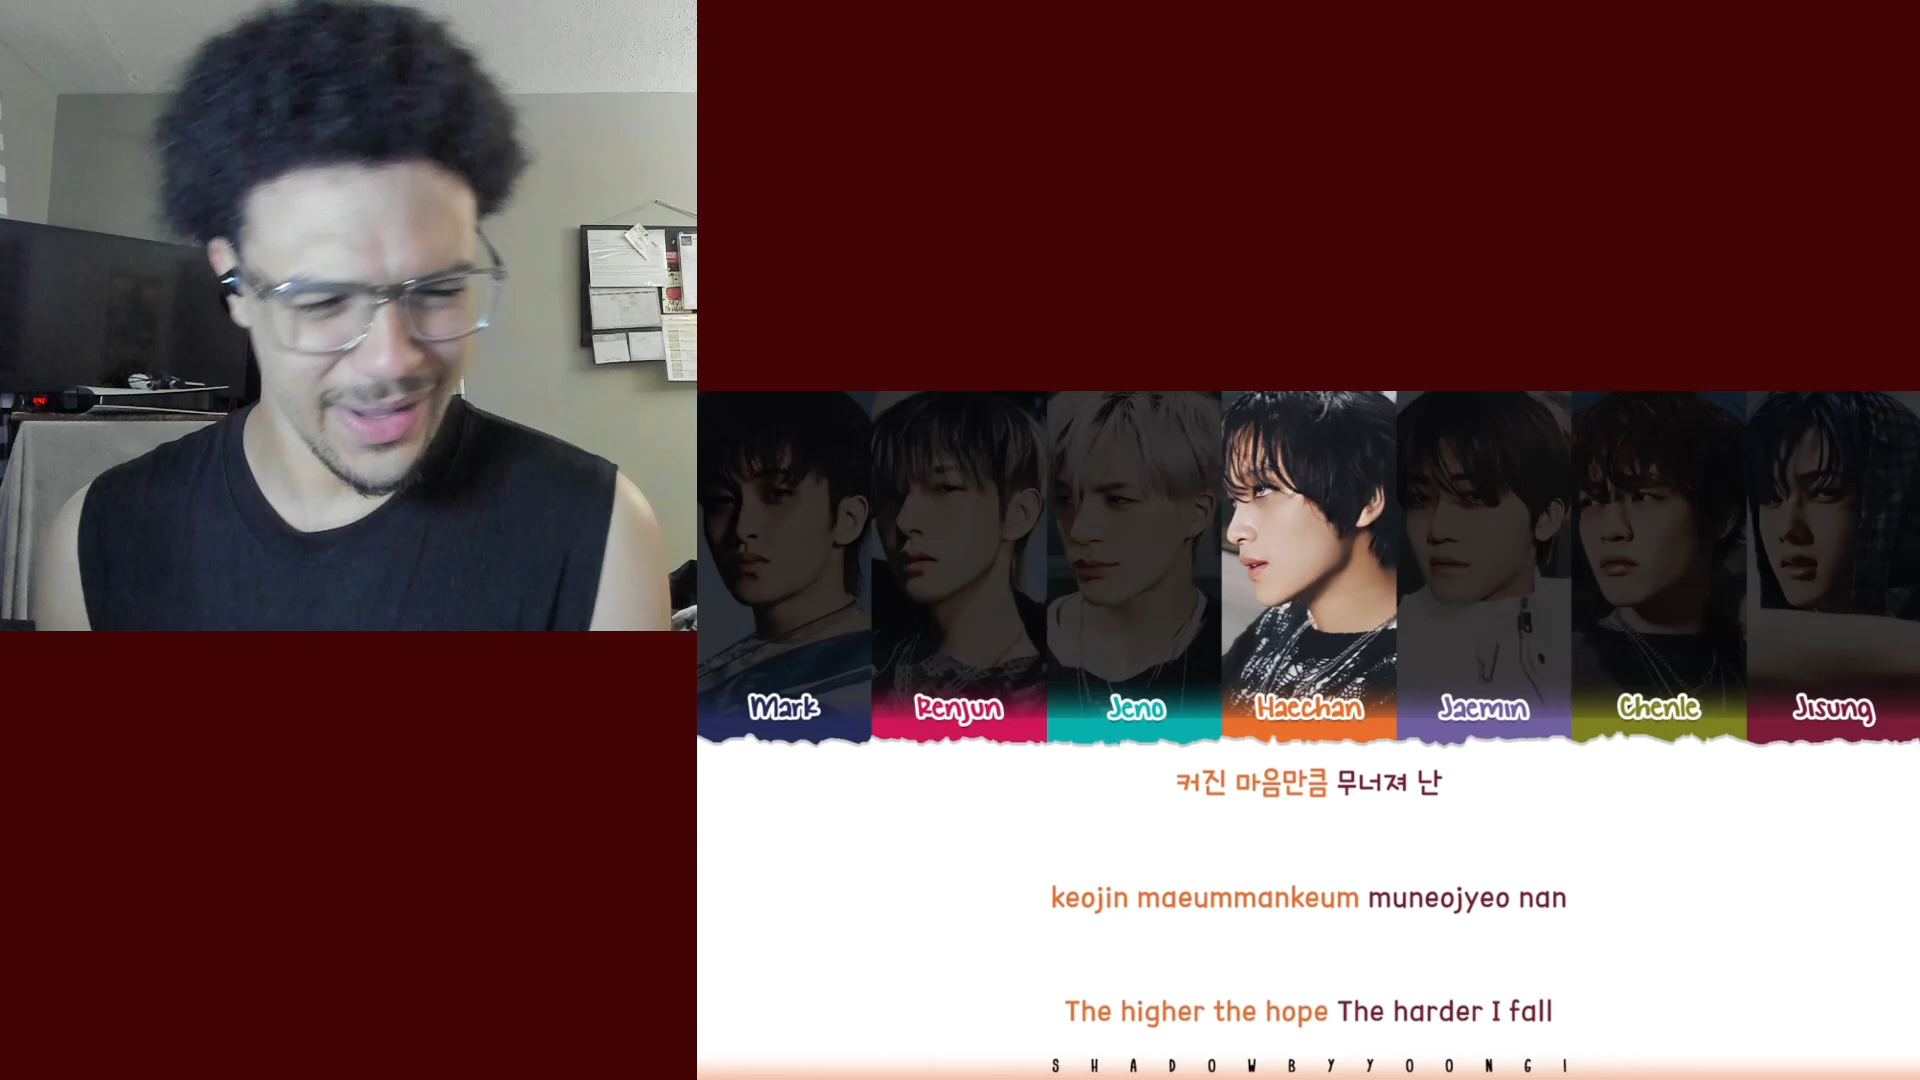 Mark Renjun Jeno Haechan Jaemin Chenle Jisung
커진 마음만큼 무너져 난
keojin maeummankeum muneojyeo nan
The higher the hope The harder I fall
SHADOWBYYOONGI